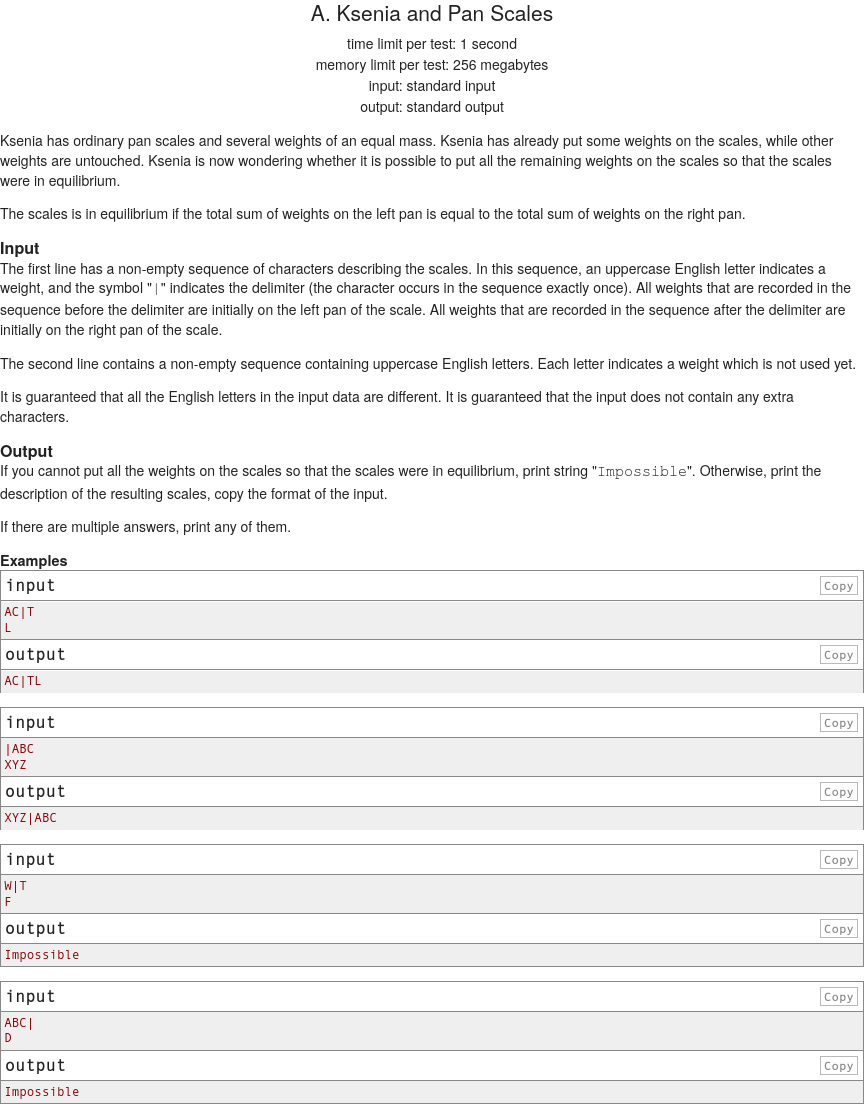 A. Ksenia and Pan Scales
time limit per test: 1 second
memory limit per test: 256 megabytes
input: standard input
output: standard output
Ksenia has ordinary pan scales and several weights of an equal mass. Ksenia has already put some weights on the scales, while other
weights are untouched. Ksenia is now wondering whether it is possible to put all the remaining weights on the scales so that the scales
were in equilibrium.
The scales is in equilibrium if the total sum of weights on the left pan is equal to the total sum of weights on the right pan.
Input
The first line has a non-empty sequence of characters describing the scales. In this sequence, an uppercase English letter indicates a
weight, and the symbol "|" indicates the delimiter (the character occurs in the sequence exactly once). All weights that are recorded in the
sequence before the delimiter are initially on the left pan of the scale. All weights that are recorded in the sequence after the delimiter are
initially on the right pan of the scale.
The second line contains a non-empty sequence containing uppercase English letters. Each letter indicates a weight which is not used yet.
It is guaranteed that all the English letters in the input data are different. It is guaranteed that the input does not contain any extra
characters.
Output
If you cannot put all the weights on the scales so that the scales were in equilibrium, print string "Impossible". Otherwise, print the
description of the resulting scales, copy the format of the input.
If there are multiple answers, print any of them.
Examples
input Copy
AC|T
L
output Copy
AC|TL
input Copy
|ABC
XYZ
output Copy
XYZ|ABC
input Copy
W|T
F
output Copy
Impossible
input Copy
ABC|
D
output Copy
Impossible